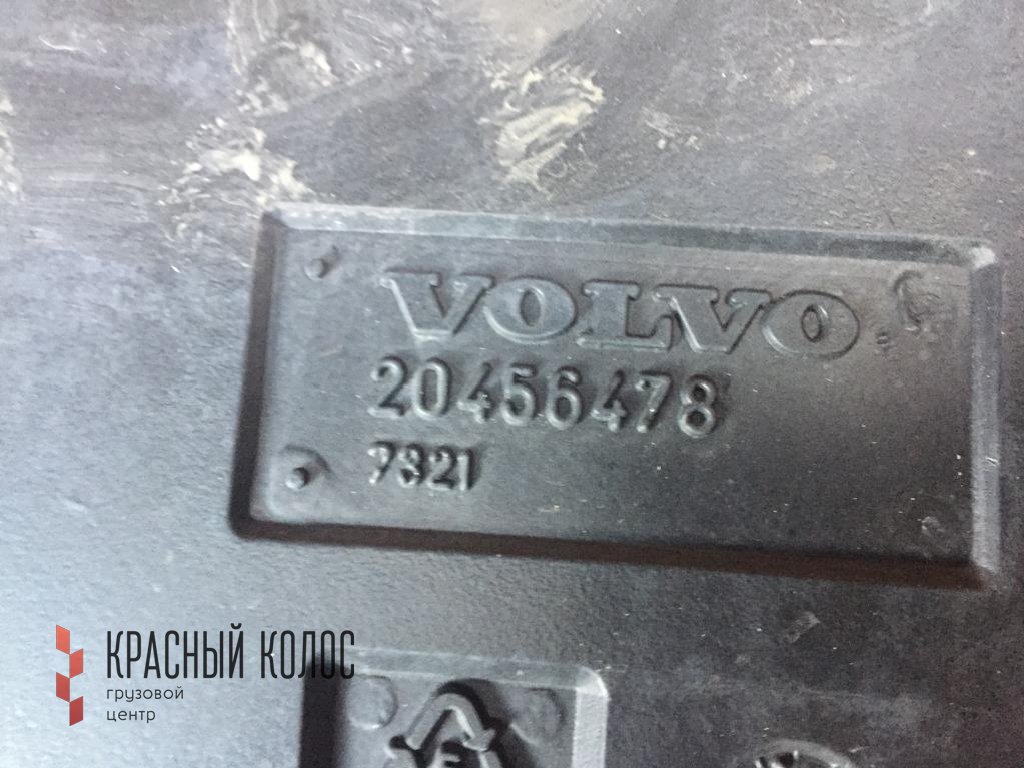 VOLVO
20456478
7321
КРАСНЫЙ КОЛОС
грузовой
центр